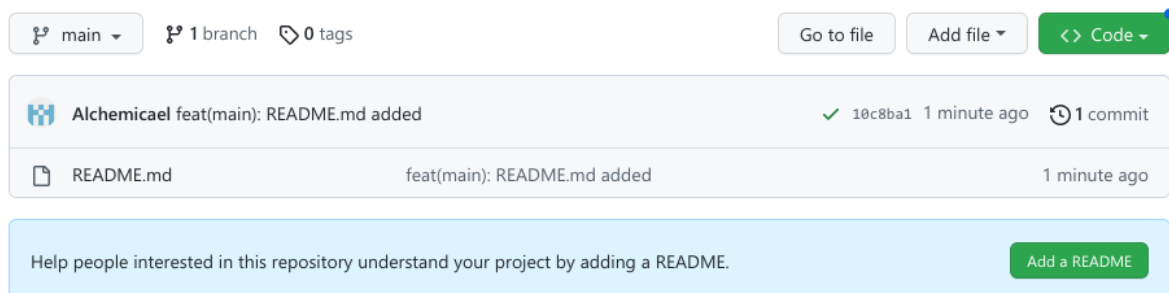 main 1 branch 0 tags Go to file Add file Code
Alchemicael feat(main): README.md added 10c8ba1 1 minute ago 1 commit
README.md feat(main): README.md added 1 minute ago
Help people interested in this repository understand your project by adding a README. Add a README